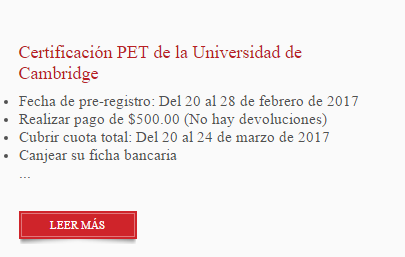 Certificación PET de la Universidad de
Cambridge
• Fecha de pre-registro: Del 20 al 28 de febrero de 2017
• Realizar pago de $500.00 (No hay devoluciones)
• Cubrir cuota total: Del 20 al 24 de marzo de 2017
• Canjear su ficha bancaria
...
LEER MÁS